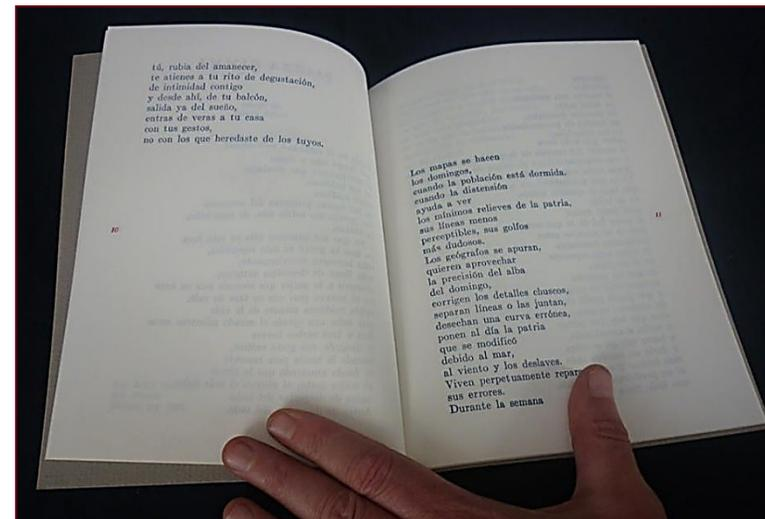 tú, rubia del amanecer,
te atienes a tu rito de degustación,
de intimidad contigo
y desde ahí, de tu balcón,
salida ya del sueño,
entras de veras a tu casa
con tus gestos,
no con los que heredaste de los tuyos.
10
Los mapas se hacen
los domingos,
cuando la población está dormida.
cuando la distensión
ayuda a ver
los mínimos relieves de la patria,
sus líneas menos
perceptibles, sus golfos
más dudosos.
Los geógrafos se apuran,
quieren aprovechar
la precisión del alba
del domingo,
corrigen los detalles chuscos,
separan líneas o las juntan,
desechan una curva errónea,
ponen al día la patria
que se modificó
debido al mar,
al viento y los deslaves.
Viven perpetuamente
sus errores.
Durante la semana
11